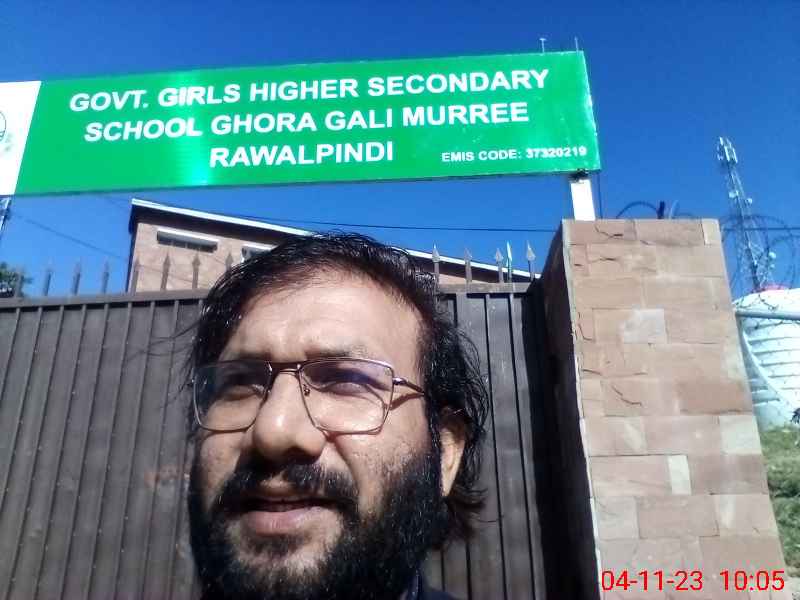 GOVT. GIRLS HIGHER SECONDARY
SCHOOL GHORA GALI MURREE
RAWALPINDI
EMIS CODE: 37320219
04-11-23 10:05